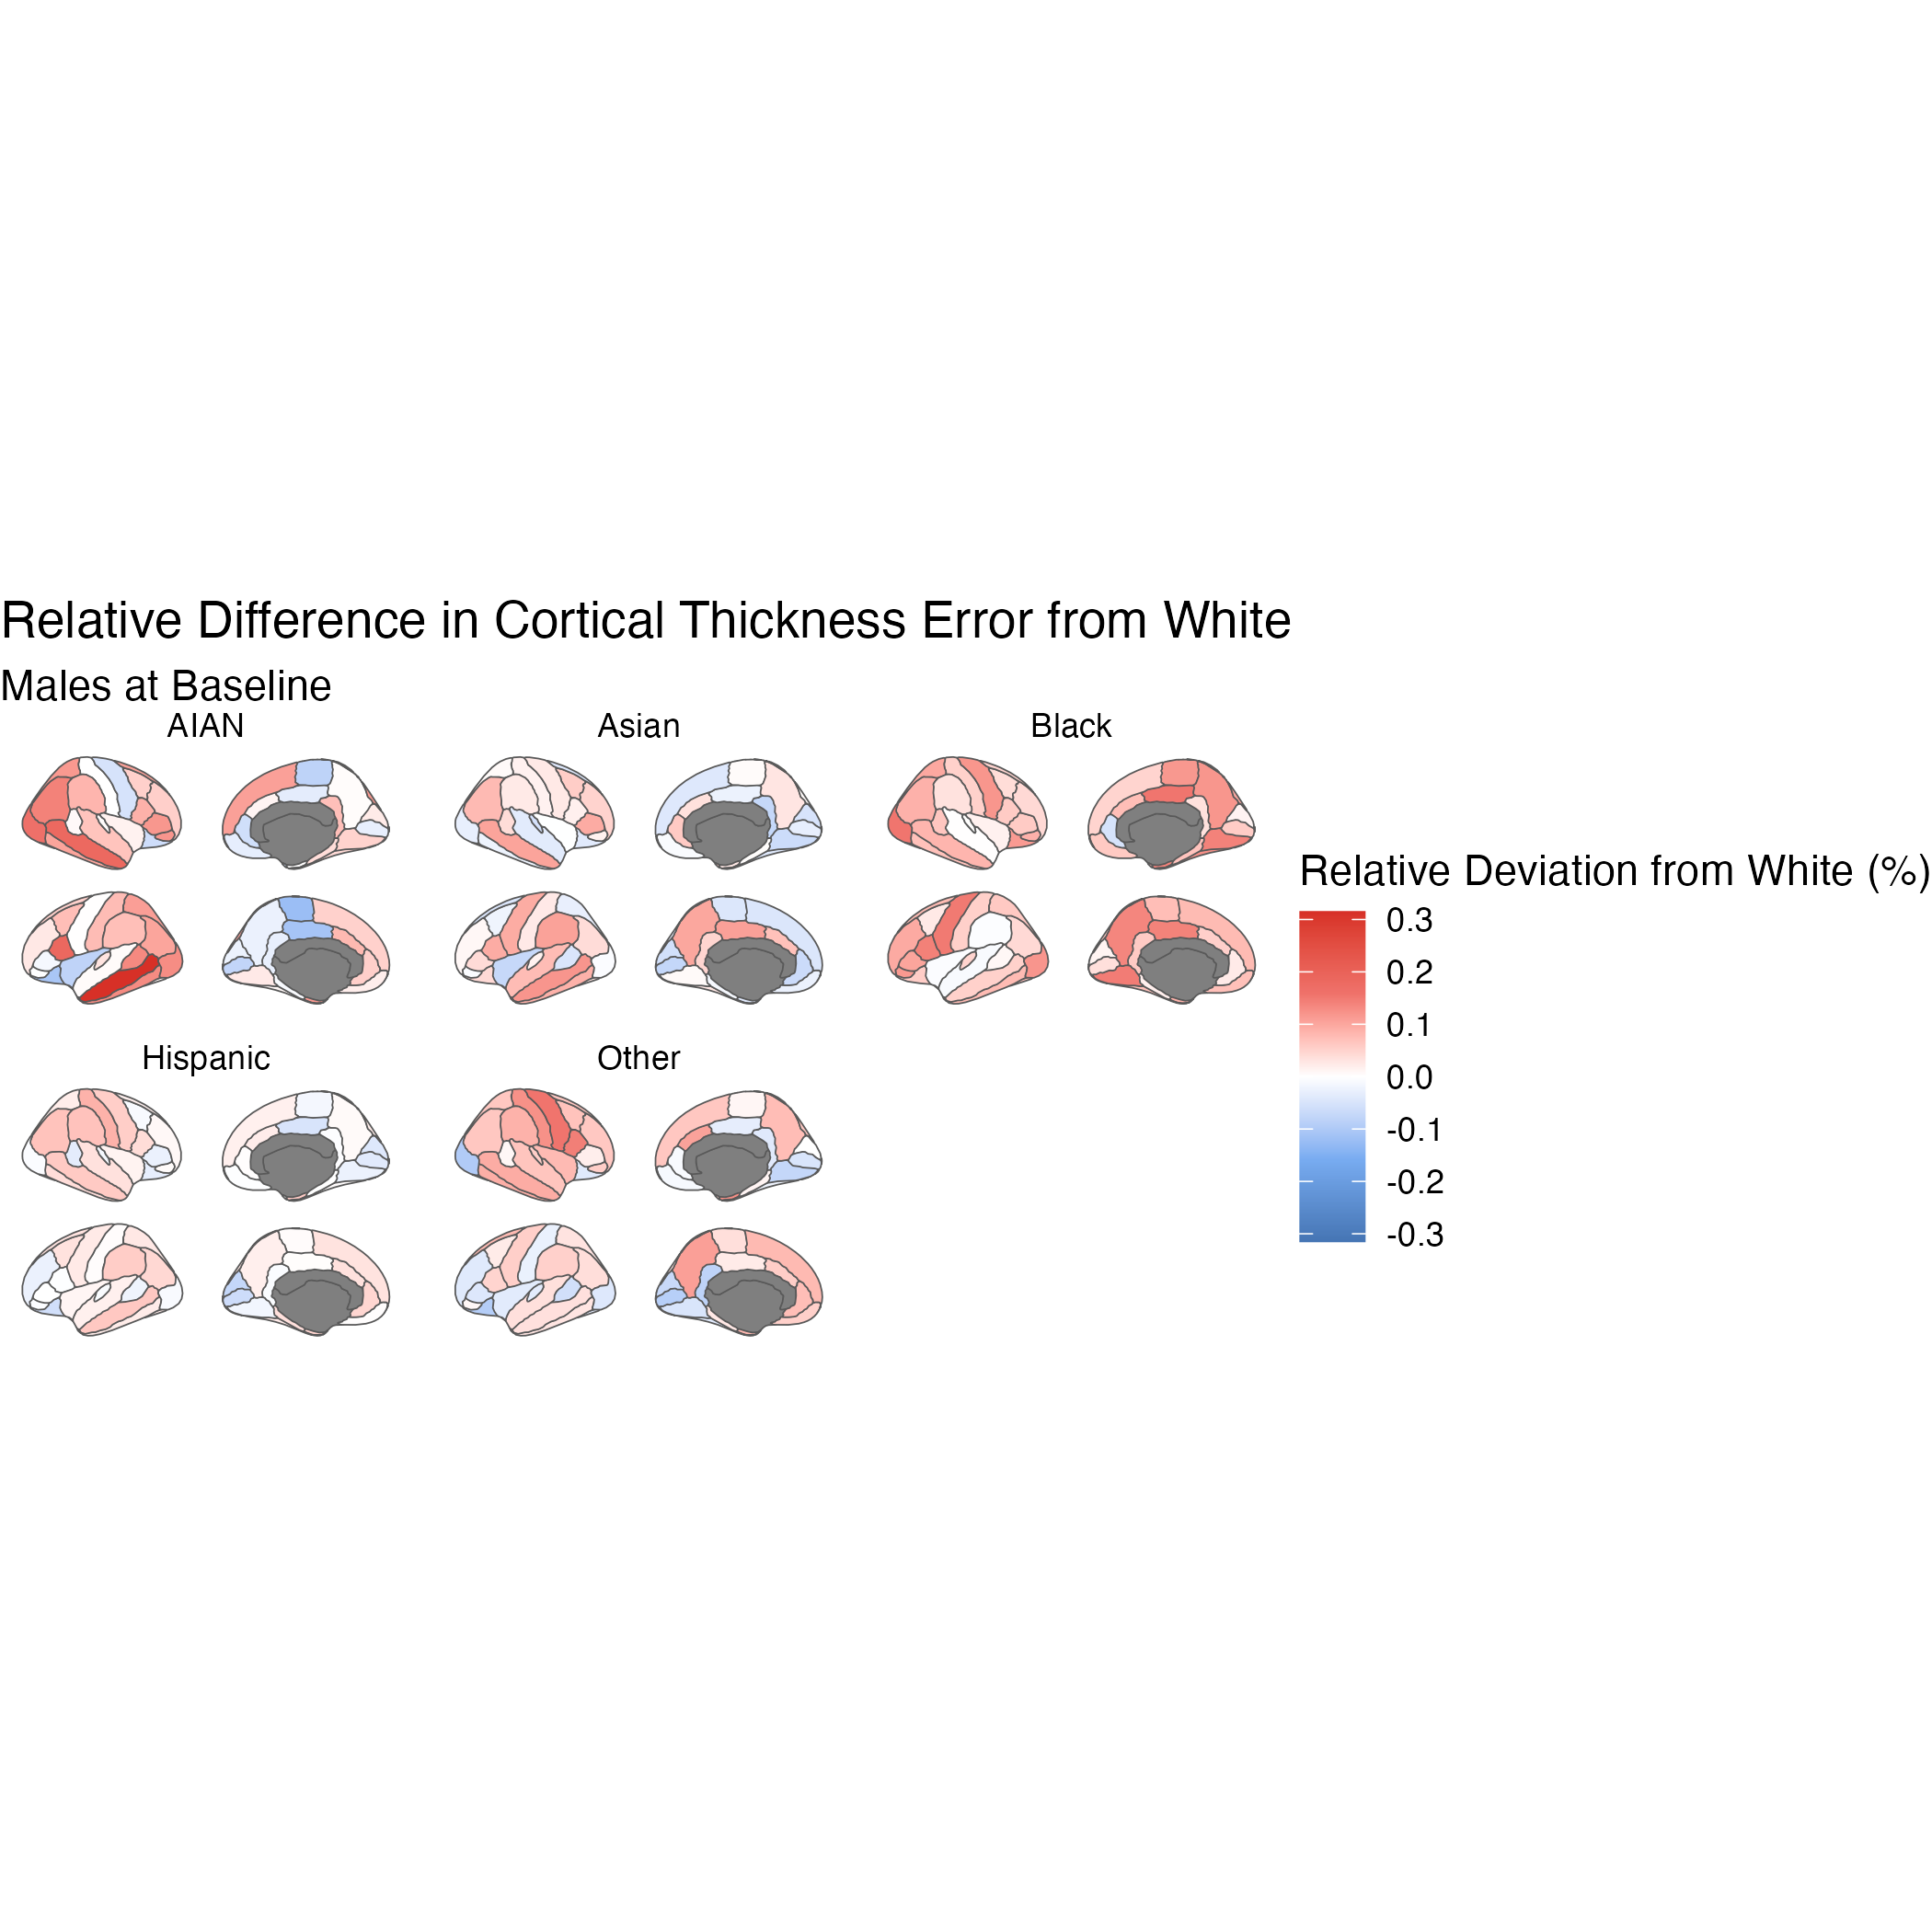 Relative Difference in Cortical Thickness Error from White
Males at Baseline
AIAN
Asian
Black
Hispanic
Other
Relative Deviation from White (%)
0.3
0.2
0.1
0.0
-0.1
-0.2
-0.3